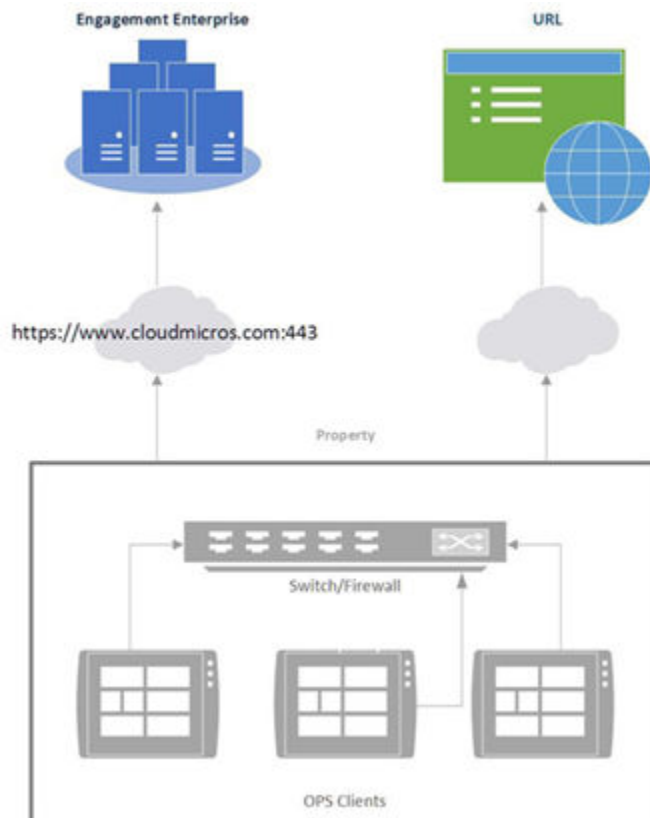 Engagement Enterprise
URL
https://www.cloudmicros.com:443
Property
Switch/Firewall
OPS Clients